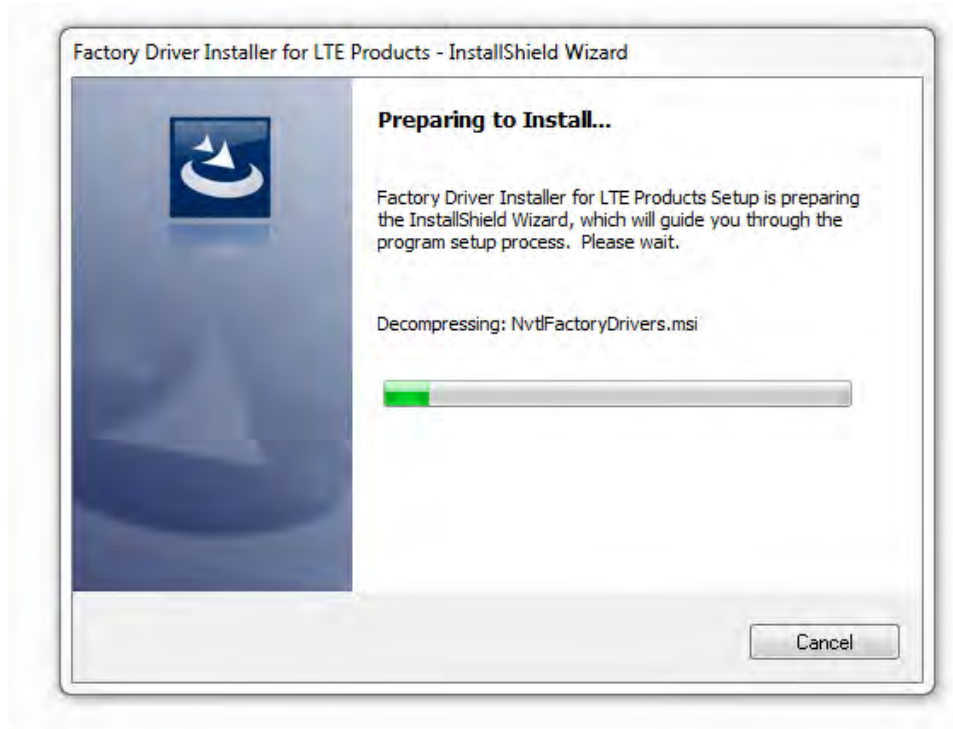 Factory Driver Installer for LTE Products - InstallShield Wizard
Preparing to Install...
Factory Driver Installer for LTE Products Setup is preparing
the InstallShield Wizard, which will guide you through the
program setup process.  Please wait.
Decompressing: NvtlFactoryDrivers.msi
Cancel